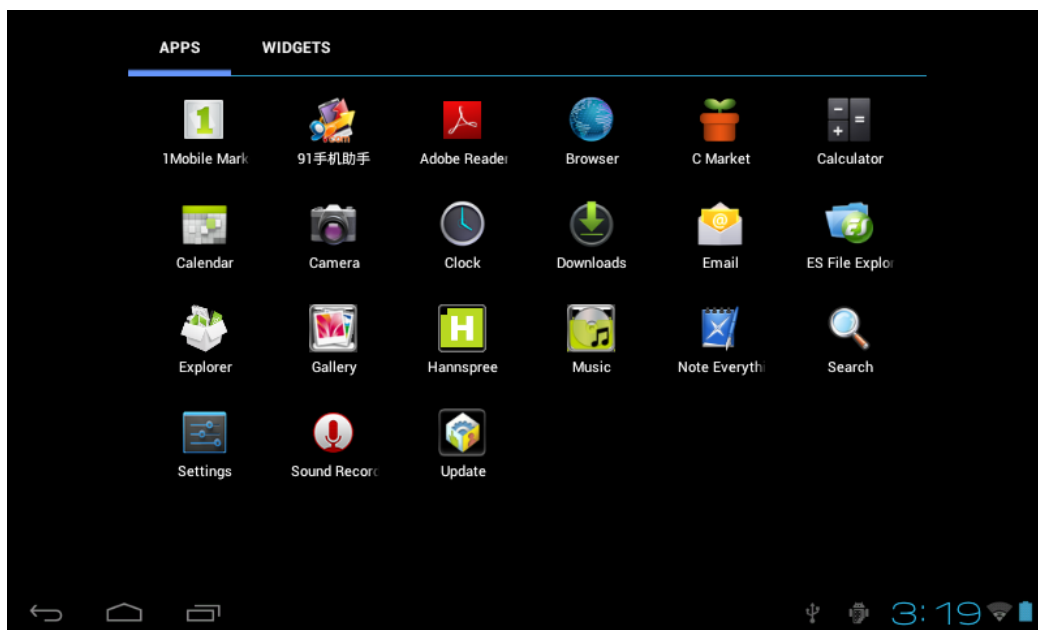 APPS WIDGETS
1Mobile Mark 91手机助手 Adobe Reader Browser C Market Calculator
Calendar Camera Clock Downloads Email ES File Explor
Explorer Gallery Hannspree Music Note Everythi Search
Settings Sound Record Update
3:19